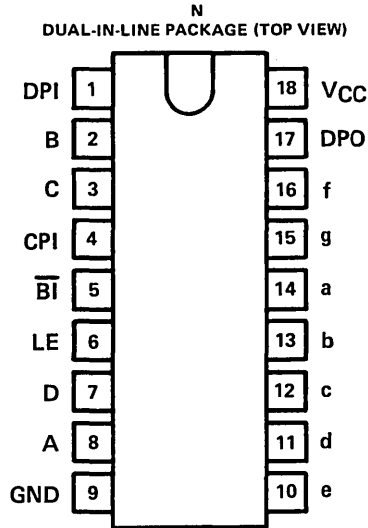 N
DUAL-IN-LINE PACKAGE (TOP VIEW)
DPI 1 18 VCC
B 2 17 DPO
C 3 16 f
CPI 4 15 g
B̅I̅ 5 14 a
LE 6 13 b
D 7 12 c
A 8 11 d
GND 9 10 e